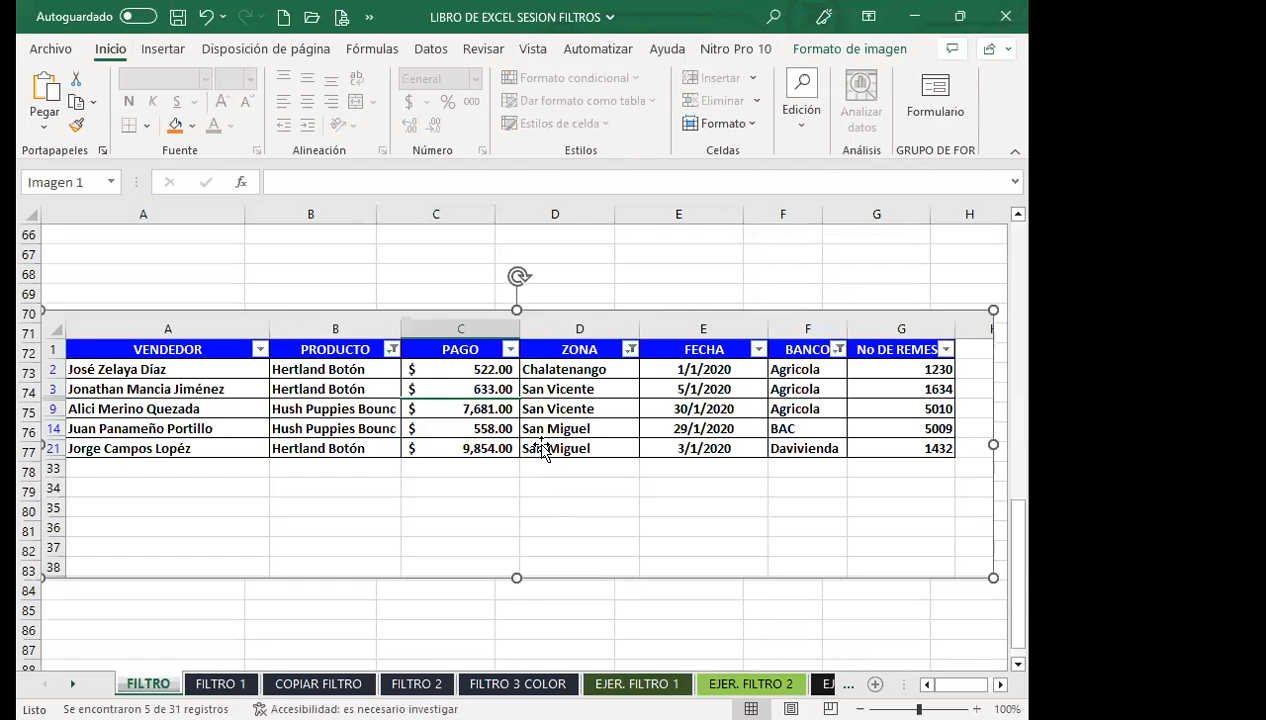 Autoguardado LIBRO DE EXCEL SESION FILTROS
Archivo Inicio Insertar Disposición de página Fórmulas Datos Revisar Vista Automatizar Ayuda Nitro Pro 10 Formato de imagen
General Formato condicional Insertar
Pegar N K S $ % 000 Dar formato como tabla Eliminar Edición Analizar datos Formulario
Estilos de celda Formato
Portapapeles Fuente Alineación Número Estilos Celdas Análisis GRUPO DE FOR
Imagen 1 fx
A B C D E F G H
66
67
68
69
70
71 A B C D E F G
72 1 VENDEDOR PRODUCTO PAGO ZONA FECHA BANCO No DE REMES
73 2 José Zelaya Díaz Hertland Botón $ 522.00 Chalatenango 1/1/2020 Agricola 1230
74 3 Jonathan Mancia Jiménez Hertland Botón $ 633.00 San Vicente 5/1/2020 Agricola 1634
75 9 Alici Merino Quezada Hush Puppies Bounc $ 7,681.00 San Vicente 30/1/2020 Agricola 5010
76 14 Juan Panameño Portillo Hush Puppies Bounc $ 558.00 San Miguel 29/1/2020 BAC 5009
77 21 Jorge Campos Lopéz Hertland Botón $ 9,854.00 San Miguel 3/1/2020 Davivienda 1432
78 33
79 34
80 35
81 36
82 37
83 38
84
85
86
87
88
FILTRO FILTRO 1 COPIAR FILTRO FILTRO 2 FILTRO 3 COLOR EJER. FILTRO 1 EJER. FILTRO 2 EJ ...
Listo Se encontraron 5 de 31 registros Accesibilidad: es necesario investigar 100%